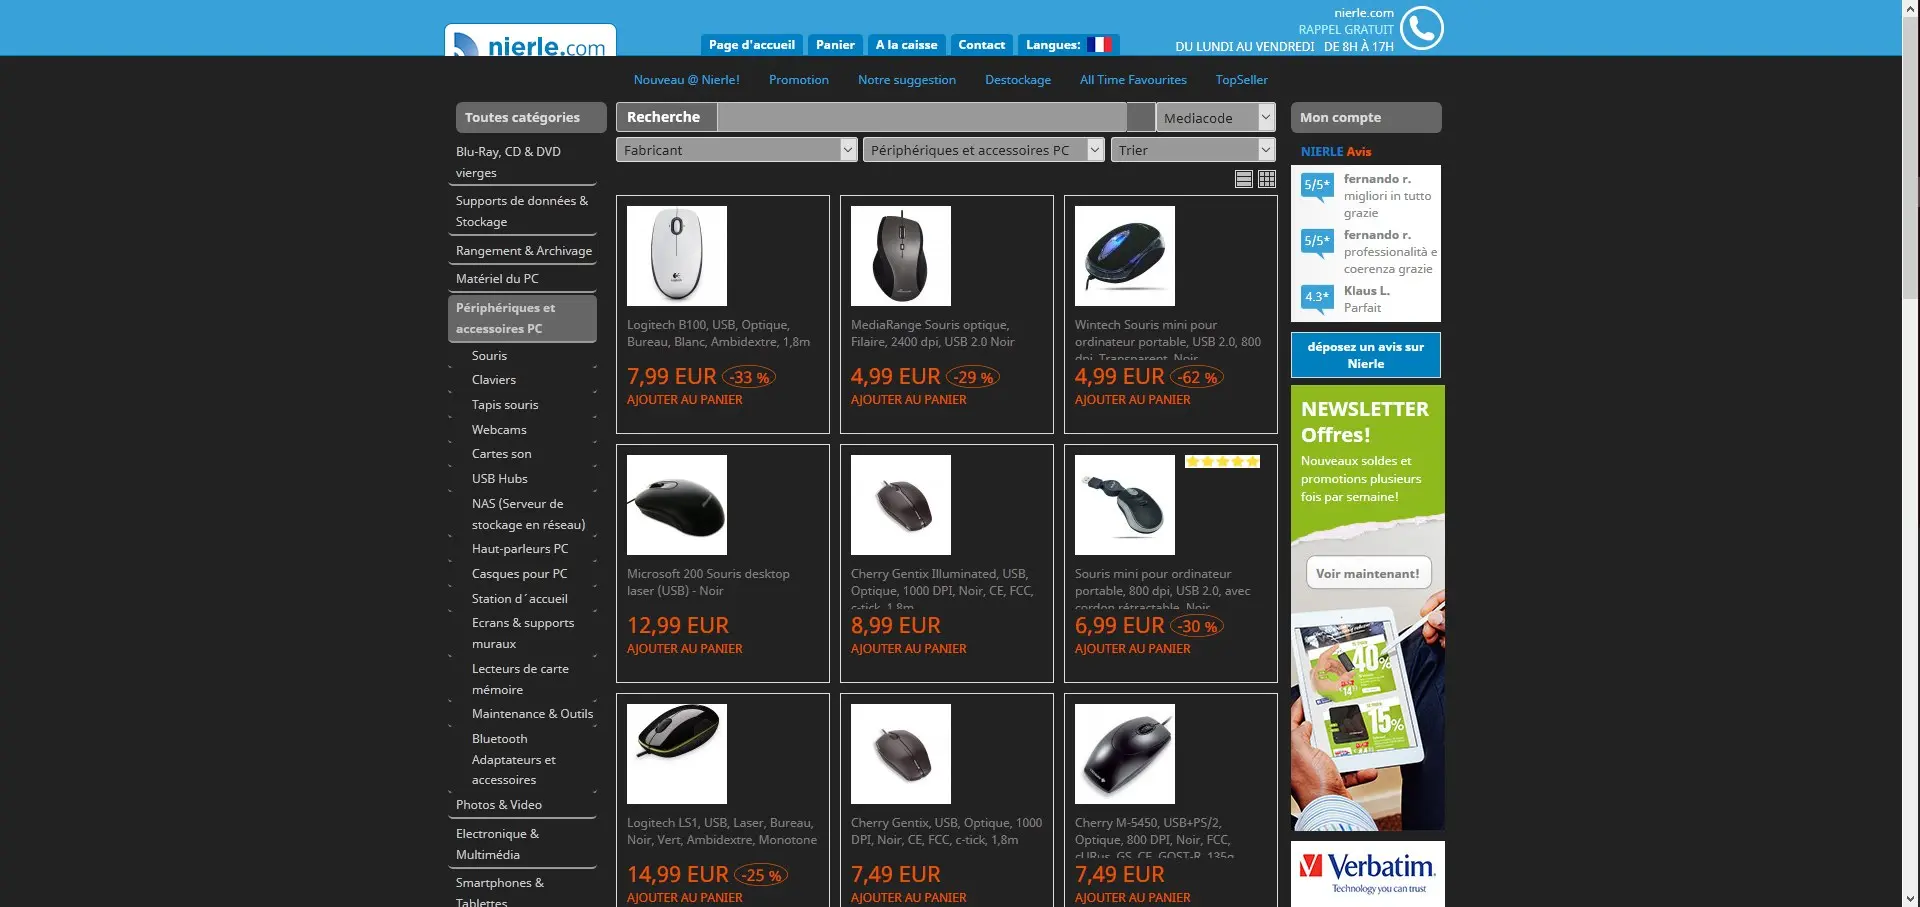 nierle.com
Page d'accueil
Panier
A la caisse
Contact
Langues:
nierle.com
RAPPEL GRATUIT
DU LUNDI AU VENDREDI DE 8H À 17H
Nouveau @ Nierle!
Promotion
Notre suggestion
Destockage
All Time Favourites
TopSeller
Toutes catégories
Blu-Ray, CD & DVD
vierges
Supports de données &
Stockage
Rangement & Archivage
Matériel du PC
Périphériques et
accessoires PC
Souris
Claviers
Tapis souris
Webcams
Cartes son
USB Hubs
NAS (Serveur de
stockage en réseau)
Haut-parleurs PC
Casques pour PC
Station d´accueil
Ecrans & supports
muraux
Lecteurs de carte
mémoire
Maintenance & Outils
Bluetooth
Adaptateurs et
accessoires
Photos & Video
Electronique &
Multimédia
Smartphones &
Tablettes
Recherche
Mediacode
Fabricant
Périphériques et accessoires PC
Trier
Logitech B100, USB, Optique,
Bureau, Blanc, Ambidextre, 1,8m
7,99 EUR -33 %
AJOUTER AU PANIER
MediaRange Souris optique,
Filaire, 2400 dpi, USB 2.0 Noir
4,99 EUR -29 %
AJOUTER AU PANIER
Wintech Souris mini pour
ordinateur portable, USB 2.0, 800
dpi, Transparent, Noir
4,99 EUR -62 %
AJOUTER AU PANIER
Microsoft 200 Souris desktop
laser (USB) - Noir
12,99 EUR
AJOUTER AU PANIER
Cherry Gentix Illuminated, USB,
Optique, 1000 DPI, Noir, CE, FCC,
c-tick, 1,8m
8,99 EUR
AJOUTER AU PANIER
Souris mini pour ordinateur
portable, 800 dpi, USB 2.0, avec
cordon rétractable, Noir
6,99 EUR -30 %
AJOUTER AU PANIER
Logitech LS1, USB, Laser, Bureau,
Noir, Vert, Ambidextre, Monotone
14,99 EUR -25 %
AJOUTER AU PANIER
Cherry Gentix, USB, Optique, 1000
DPI, Noir, CE, FCC, c-tick, 1,8m
7,49 EUR
AJOUTER AU PANIER
Cherry M-5450, USB+PS/2,
Optique, 800 DPI, Noir, FCC,
cURus, GS, CE, GOST-R, 135g
7,49 EUR
AJOUTER AU PANIER
Mon compte
NIERLE Avis
5/5*
fernando r.
migliori in tutto
grazie
5/5*
fernando r.
professionalità e
coerenza grazie
4.3*
Klaus L.
Parfait
déposez un avis sur
Nierle
NEWSLETTER
Offres!
Nouveaux soldes et
promotions plusieurs
fois par semaine!
Voir maintenant!
40%
15%
Verbatim.
Technology you can trust